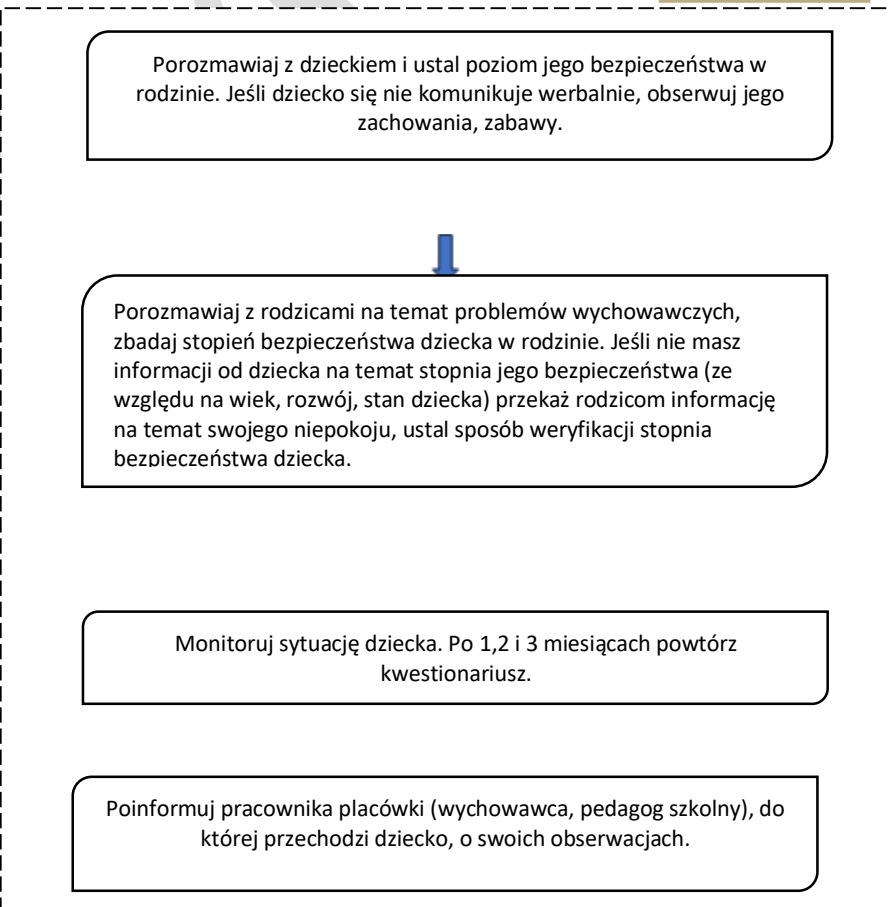 Porozmawiaj z dzieckiem i ustal poziom jego bezpieczeństwa w
rodzinie. Jeśli dziecko się nie komunikuje werbalnie, obserwuj jego
zachowania, zabawy.
Porozmawiaj z rodzicami na temat problemów wychowawczych,
zbadaj stopień bezpieczeństwa dziecka w rodzinie. Jeśli nie masz
informacji od dziecka na temat stopnia jego bezpieczeństwa (ze
względu na wiek, rozwój, stan dziecka) przekaż rodzicom informację
na temat swojego niepokoju, ustal sposób weryfikacji stopnia
bezpieczeństwa dziecka.
Monitoruj sytuację dziecka. Po 1,2 i 3 miesiącach powtórz
kwestionariusz.
Poinformuj pracownika placówki (wychowawca, pedagog szkolny), do
której przechodzi dziecko, o swoich obserwacjach.